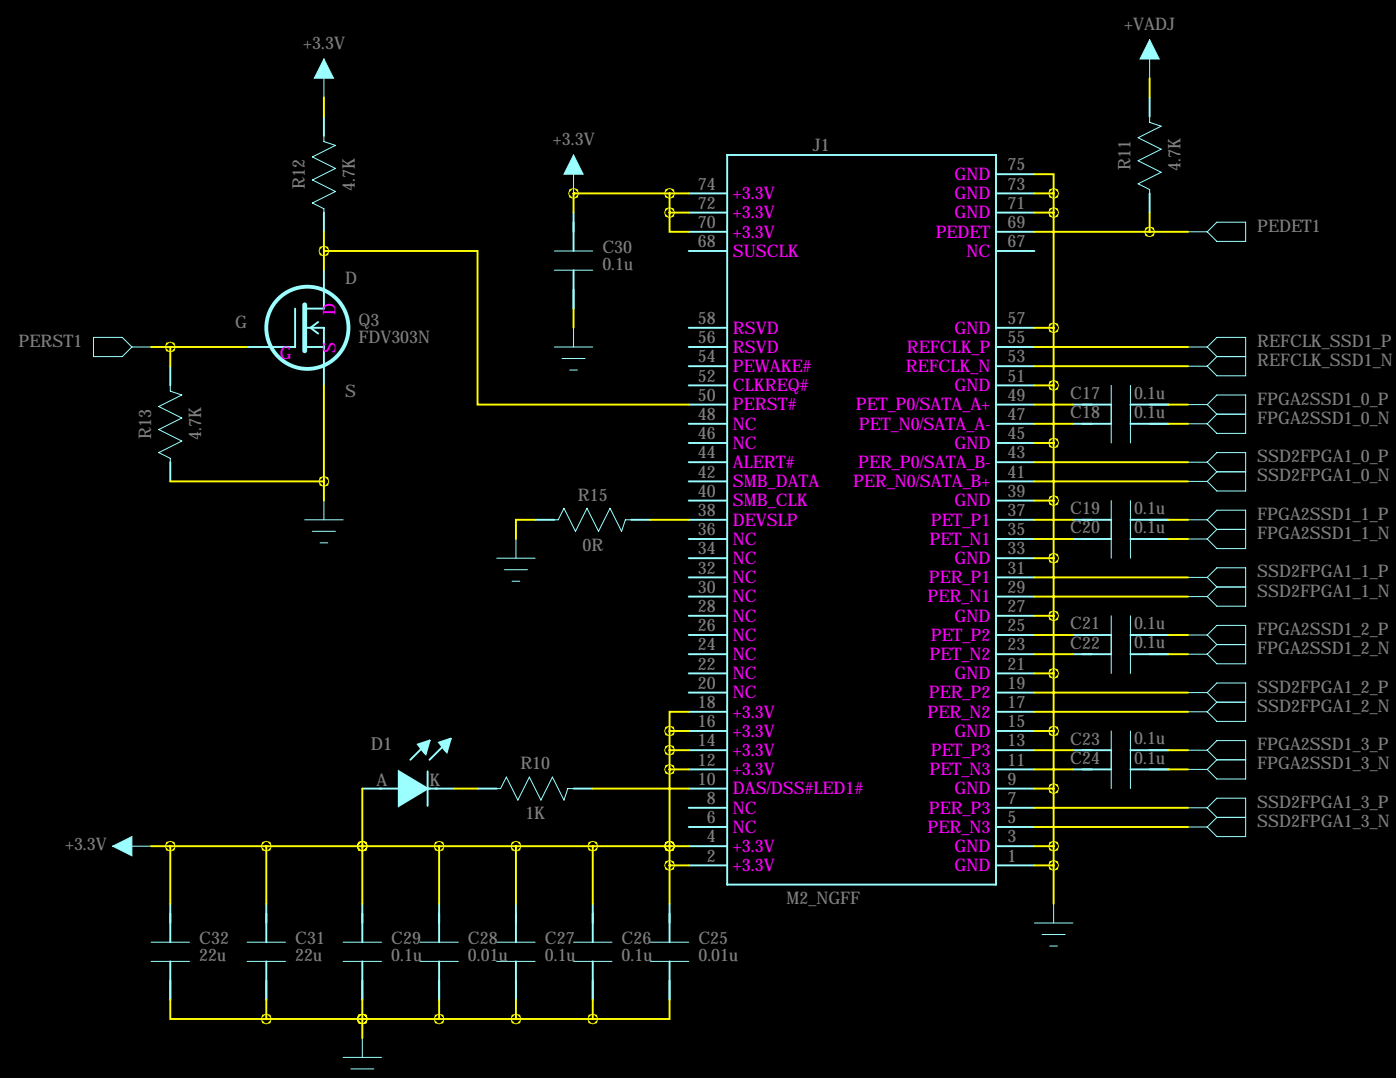 +VADJ
+3.3V
R12
4.7K
R11
4.7K
+3.3V
J1
C30
0.1u
74 +3.3V
72 +3.3V
70 +3.3V
68 SUSCLK
58 RSVD
56 RSVD
54 PEWAKE#
52 CLKREQ#
50 PERST#
48 NC
46 NC
44 ALERT#
42 SMB_DATA
40 SMB_CLK
38 DEVSLP
36 NC
34 NC
32 NC
30 NC
28 NC
26 NC
24 NC
22 NC
20 NC
18 +3.3V
16 +3.3V
14 +3.3V
12 +3.3V
10 DAS/DSS#LED1#
8 NC
6 NC
4 +3.3V
2 +3.3V
GND 75
GND 73
GND 71
PEDET 69
NC 67
GND 57
REFCLK_P 55
REFCLK_N 53
GND 51
PET_P0/SATA_A+ 49
PET_N0/SATA_A- 47
GND 45
PER_P0/SATA_B- 43
PER_N0/SATA_B+ 41
GND 39
PET_P1 37
PET_N1 35
GND 33
PER_P1 31
PER_N1 29
GND 27
PET_P2 25
PET_N2 23
GND 21
PER_P2 19
PER_N2 17
GND 15
PET_P3 13
PET_N3 11
GND 9
PER_P3 7
PER_N3 5
GND 3
GND 1
M2_NGFF
PEDET1
REFCLK_SSD1_P
REFCLK_SSD1_N
C17 0.1u FPGA2SSD1_0_P
C18 0.1u FPGA2SSD1_0_N
SSD2FPGA1_0_P
SSD2FPGA1_0_N
C19 0.1u FPGA2SSD1_1_P
C20 0.1u FPGA2SSD1_1_N
SSD2FPGA1_1_P
SSD2FPGA1_1_N
C21 0.1u FPGA2SSD1_2_P
C22 0.1u FPGA2SSD1_2_N
SSD2FPGA1_2_P
SSD2FPGA1_2_N
C23 0.1u FPGA2SSD1_3_P
C24 0.1u FPGA2SSD1_3_N
SSD2FPGA1_3_P
SSD2FPGA1_3_N
D
D
G
Q3
FDV303N
PERST1
G
S
S
R13
4.7K
R15
0R
D1
A
K
R10
1K
+3.3V
C32
22u
C31
22u
C29
0.1u
C28
0.01u
C27
0.1u
C26
0.1u
C25
0.01u